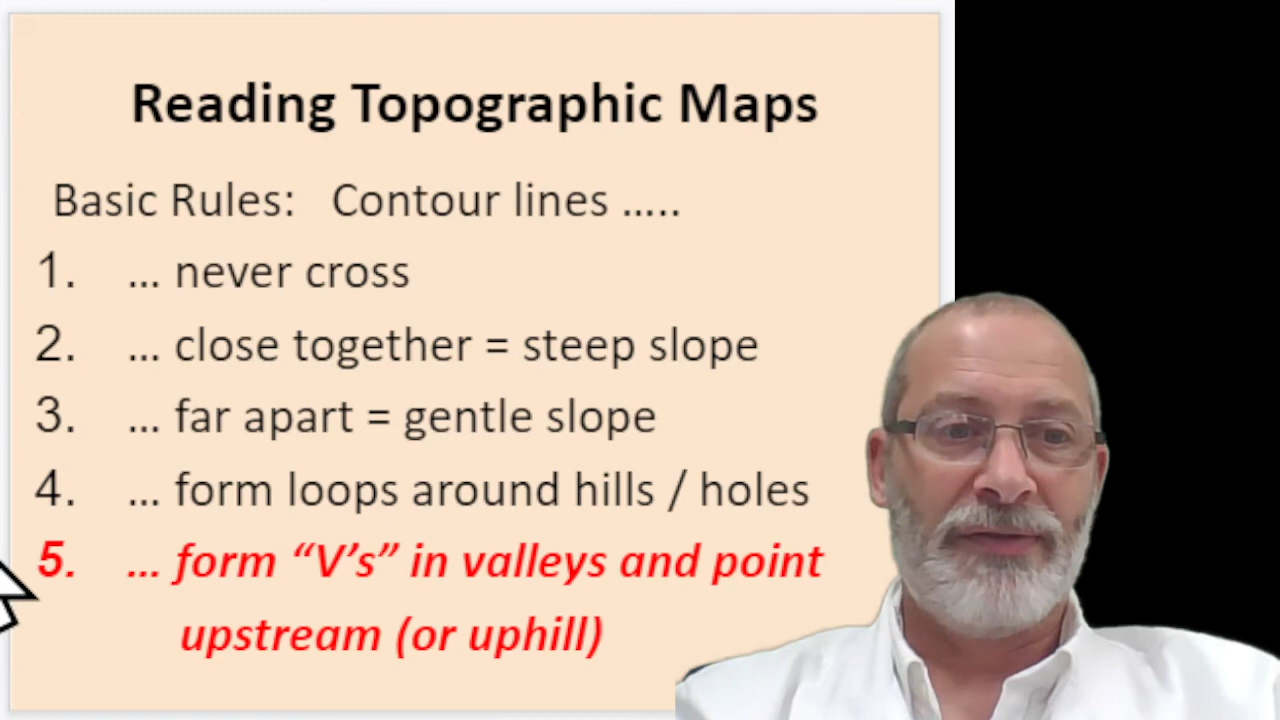 Reading Topographic Maps
Basic Rules: Contour lines .....
1. ... never cross
2. ... close together = steep slope
3. ... far apart = gentle slope
4. ... form loops around hills / holes
5. ... form “V’s” in valleys and point
upstream (or uphill)